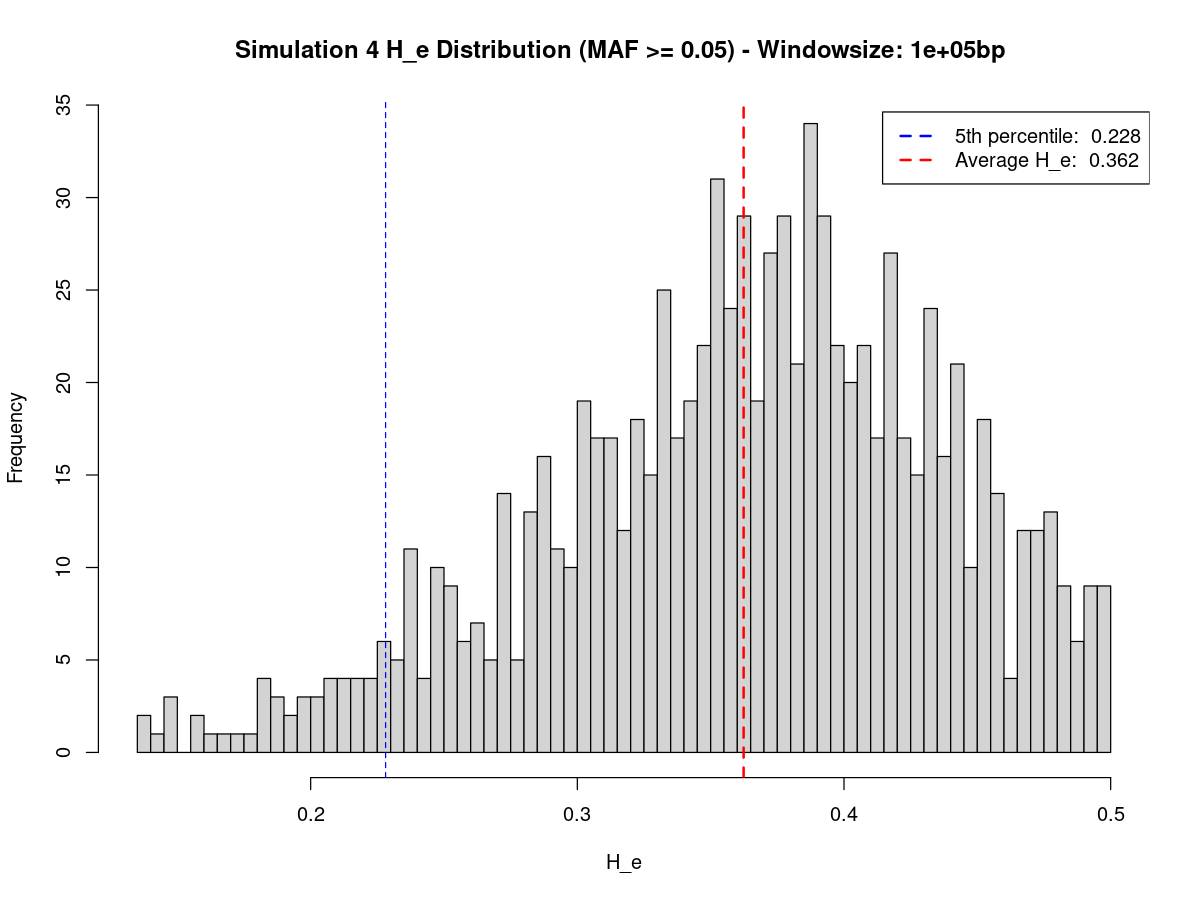 Simulation 4 H_e Distribution (MAF >= 0.05) - Windowsize: 1e+05bp
5th percentile: 0.228
Average H_e: 0.362
Frequency
35
30
25
20
15
10
5
0
0.2 0.3 0.4 0.5
H_e